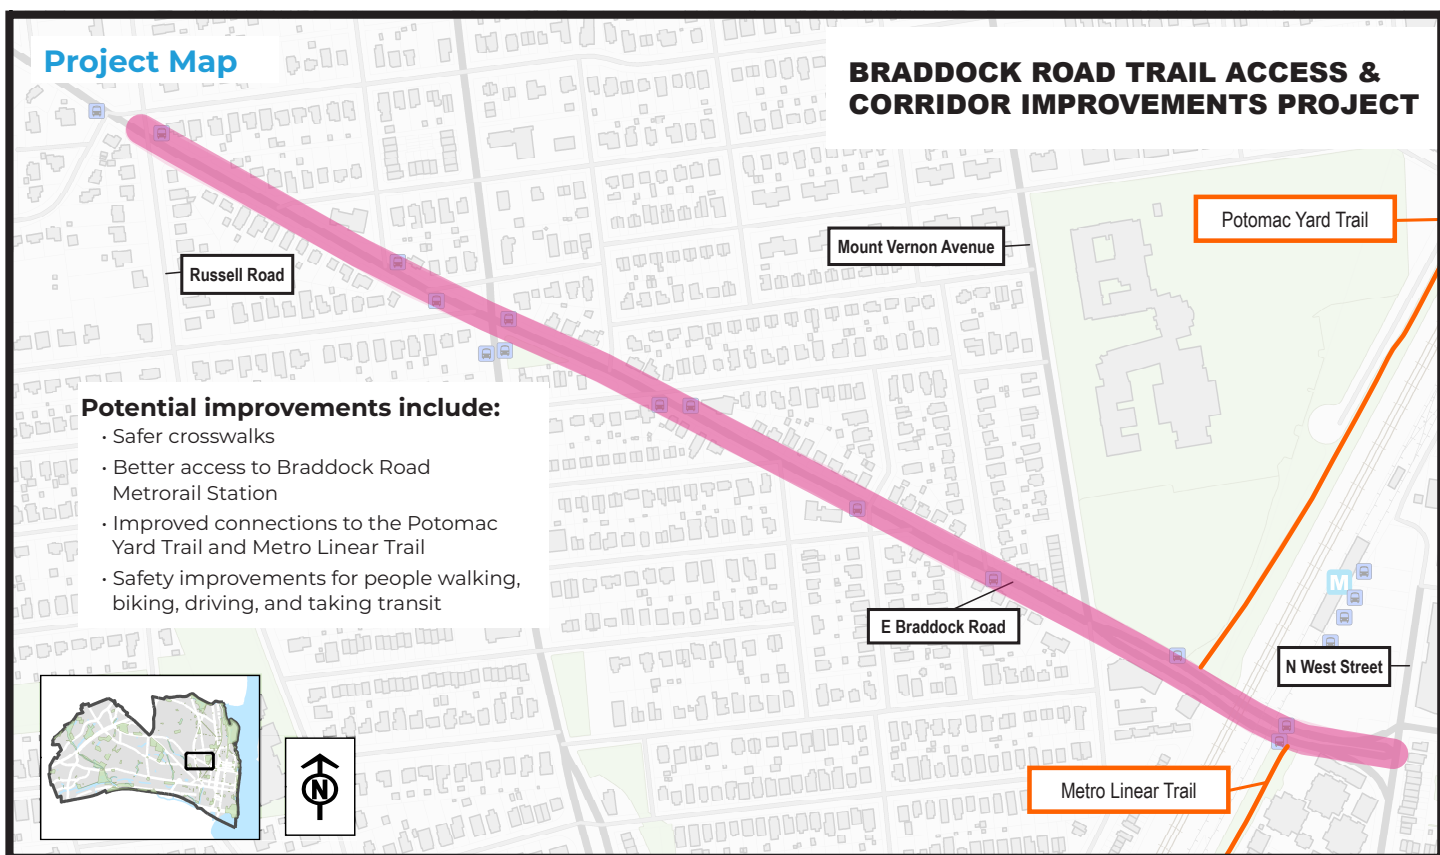 Project Map
BRADDOCK ROAD TRAIL ACCESS &
CORRIDOR IMPROVEMENTS PROJECT
Potomac Yard Trail
Mount Vernon Avenue
Russell Road
Potential improvements include:
· Safer crosswalks
· Better access to Braddock Road
Metrorail Station
· Improved connections to the Potomac
Yard Trail and Metro Linear Trail
· Safety improvements for people walking,
biking, driving, and taking transit
M
E Braddock Road
N West Street
Metro Linear Trail
N